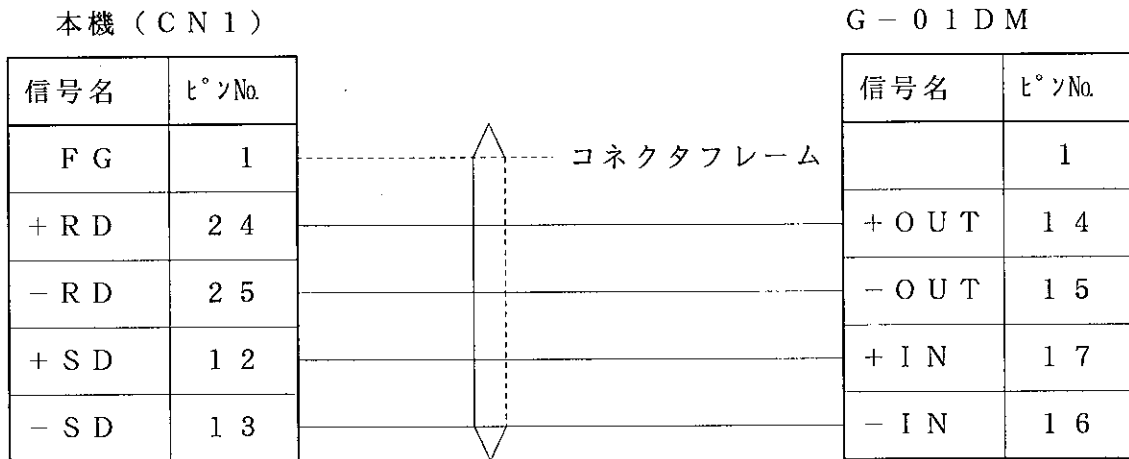 本機（CN1） G－01DM
信号名 ﾋﾟﾝNo. 信号名 ﾋﾟﾝNo.
FG 1 コネクタフレーム 1
+RD 24 +OUT 14
－RD 25 －OUT 15
+SD 12 +IN 17
－SD 13 －IN 16